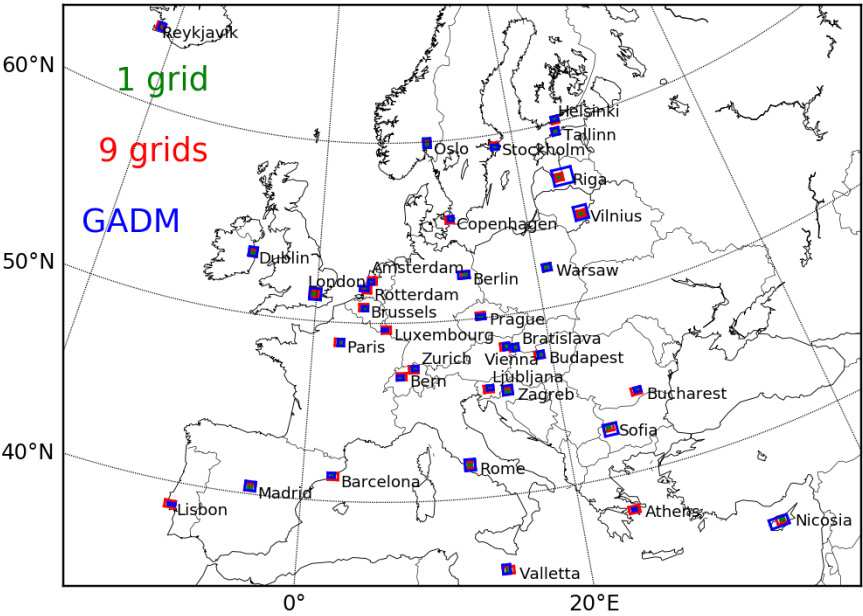 Reykjavik
60°N
1 grid
Helsinki
Tallinn
9 grids
Oslo
Stockholm
Riga
GADM
Vilnius
Copenhagen
50°N
Dublin
Amsterdam
Warsaw
London
Berlin
Rotterdam
Brussels
Prague
Luxembourg
Bratislava
Paris
Zurich
Vienna
Budapest
Bern
Ljubljana
Zagreb
Bucharest
Sofia
40°N
Rome
Barcelona
Madrid
Lisbon
Athens
Nicosia
Valletta
0°
20°E